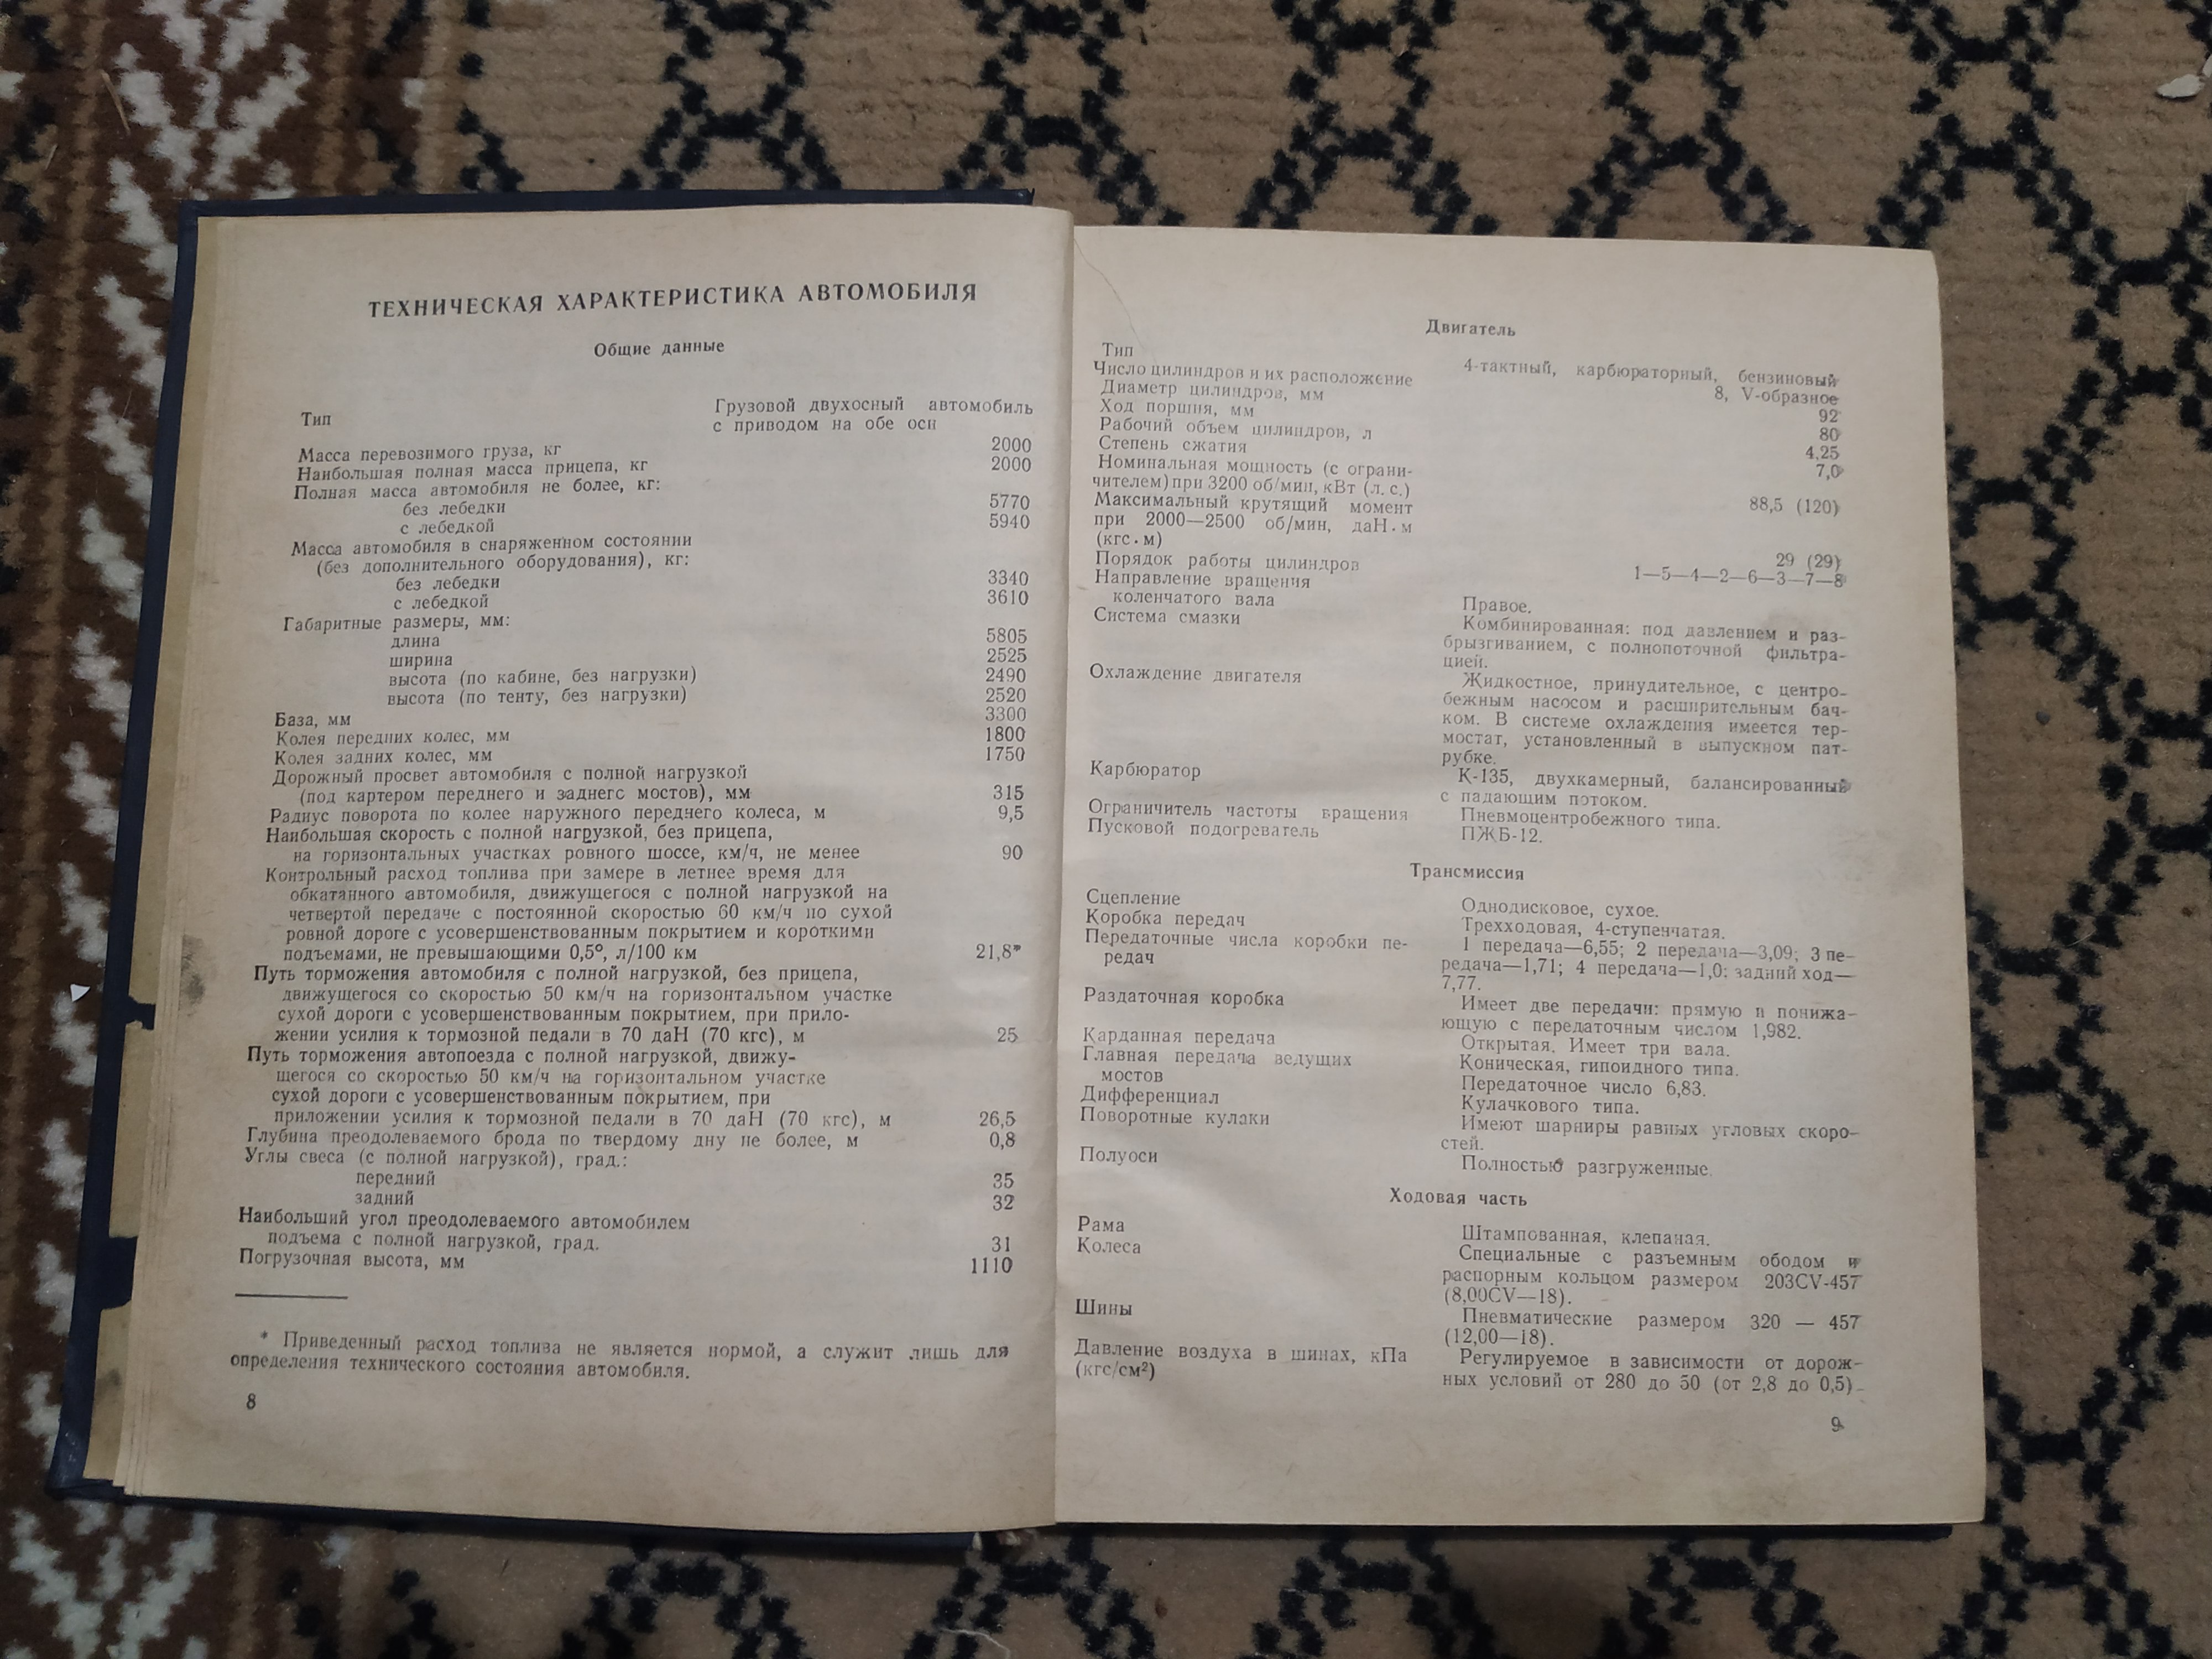 ТЕХНИЧЕСКАЯ ХАРАКТЕРИСТИКА АВТОМОБИЛЯ
Общие данные
Тип Грузовой двухосный автомобиль
с приводом на обе оси
Масса перевозимого груза, кг 2000
Наибольшая полная масса прицепа, кг 2000
Полная масса автомобиля не более, кг:
без лебедки 5770
с лебедкой 5940
Масса автомобиля в снаряженном состоянии
(без дополнительного оборудования), кг:
без лебедки 3340
с лебедкой 3610
Габаритные размеры, мм:
длина 5805
ширина 2525
высота (по кабине, без нагрузки) 2490
высота (по тенту, без нагрузки) 2520
База, мм 3300
Колея передних колес, мм 1800
Колея задних колес, мм 1750
Дорожный просвет автомобиля с полной нагрузкой
(под картером переднего и заднего мостов), мм 315
Радиус поворота по колее наружного переднего колеса, м 9,5
Наибольшая скорость с полной нагрузкой, без прицепа,
на горизонтальных участках ровного шоссе, км/ч, не менее 90
Контрольный расход топлива при замере в летнее время для
обкатанного автомобиля, движущегося с полной нагрузкой на
четвертой передаче с постоянной скоростью 60 км/ч по сухой
ровной дороге с усовершенствованным покрытием и короткими
подъемами, не превышающими 0,5°, л/100 км 21,8*
Путь торможения автомобиля с полной нагрузкой, без прицепа,
движущегося со скоростью 50 км/ч на горизонтальном участке
сухой дороги с усовершенствованным покрытием, при прило-
жении усилия к тормозной педали в 70 даН (70 кгс), м 25
Путь торможения автопоезда с полной нагрузкой, движу-
щегося со скоростью 50 км/ч на горизонтальном участке
сухой дороги с усовершенствованным покрытием, при
приложении усилия к тормозной педали в 70 даН (70 кгс), м 26,5
Глубина преодолеваемого брода по твердому дну не более, м 0,8
Углы свеса (с полной нагрузкой), град.:
передний 35
задний 32
Наибольший угол преодолеваемого автомобилем
подъема с полной нагрузкой, град. 31
Погрузочная высота, мм 1110
* Приведенный расход топлива не является нормой, а служит лишь для
определения технического состояния автомобиля.
8
Двигатель
Тип 4-тактный, карбюраторный, бензиновый
Число цилиндров и их расположение 8, V-образное
Диаметр цилиндров, мм 92
Ход поршня, мм 80
Рабочий объем цилиндров, л 4,25
Степень сжатия 7,0
Номинальная мощность (с ограни-
чителем) при 3200 об/мин, кВт (л. с.) 88,5 (120)
Максимальный крутящий момент
при 2000—2500 об/мин, даН·м
(кгс·м) 29 (29)
Порядок работы цилиндров 1—5—4—2—6—3—7—8
Направление вращения
коленчатого вала Правое.
Система смазки Комбинированная: под давлением и раз-
брызгиванием, с полнопоточной фильтра-
цией.
Охлаждение двигателя Жидкостное, принудительное, с центро-
бежным насосом и расширительным бач-
ком. В системе охлаждения имеется тер-
мостат, установленный в выпускном пат-
рубке.
Карбюратор К-135, двухкамерный, балансированный
с падающим потоком.
Ограничитель частоты вращения Пневмоцентробежного типа.
Пусковой подогреватель ПЖБ-12.
Трансмиссия
Сцепление Однодисковое, сухое.
Коробка передач Трехходовая, 4-ступенчатая.
Передаточные числа коробки пе- 1 передача—6,55; 2 передача—3,09; 3 пе-
редач редача—1,71; 4 передача—1,0; задний ход—
7,77.
Раздаточная коробка Имеет две передачи: прямую и понижа-
ющую с передаточным числом 1,982.
Карданная передача Открытая. Имеет три вала.
Главная передача ведущих Коническая, гипоидного типа.
мостов Передаточное число 6,83.
Дифференциал Кулачкового типа.
Поворотные кулаки Имеют шарниры равных угловых скоро-
стей.
Полуоси Полностью разгруженные.
Ходовая часть
Рама Штампованная, клепаная.
Колеса Специальные с разъемным ободом и
распорным кольцом размером 203CV-457
(8,00CV—18).
Шины Пневматические размером 320 — 457
(12,00—18).
Давление воздуха в шинах, кПа Регулируемое в зависимости от дорож-
(кгс/см²) ных условий от 280 до 50 (от 2,8 до 0,5)
9